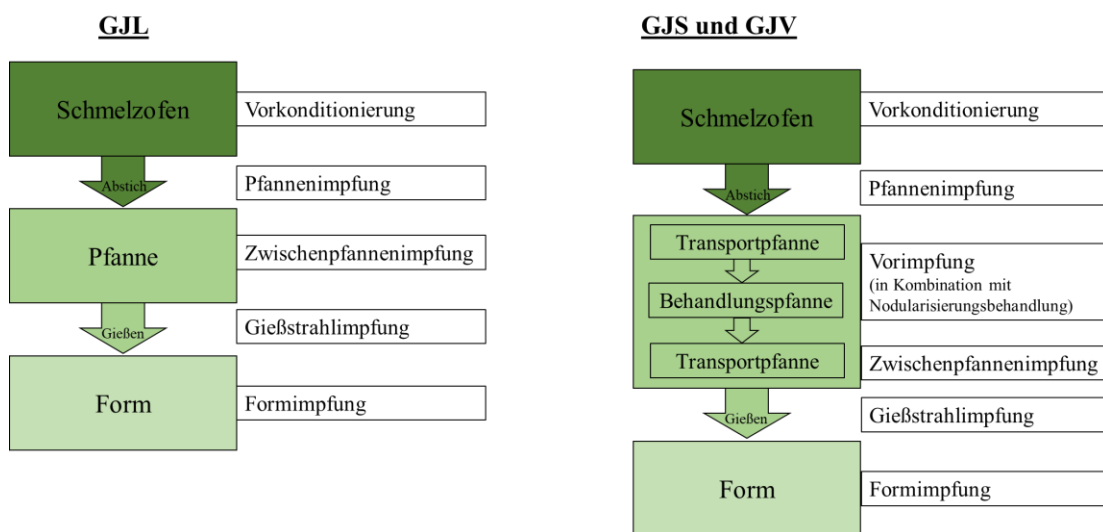 GJL
Schmelzofen
Vorkonditionierung
Abstich
Pfannenimpfung
Pfanne
Zwischenpfannenimpfung
Gießen
Gießstrahlimpfung
Form
Formimpfung
GJS und GJV
Schmelzofen
Vorkonditionierung
Abstich
Pfannenimpfung
Transportpfanne
Behandlungspfanne
Transportpfanne
Vorimpfung
(in Kombination mit
Nodularisierungsbehandlung)
Zwischenpfannenimpfung
Gießen
Gießstrahlimpfung
Form
Formimpfung